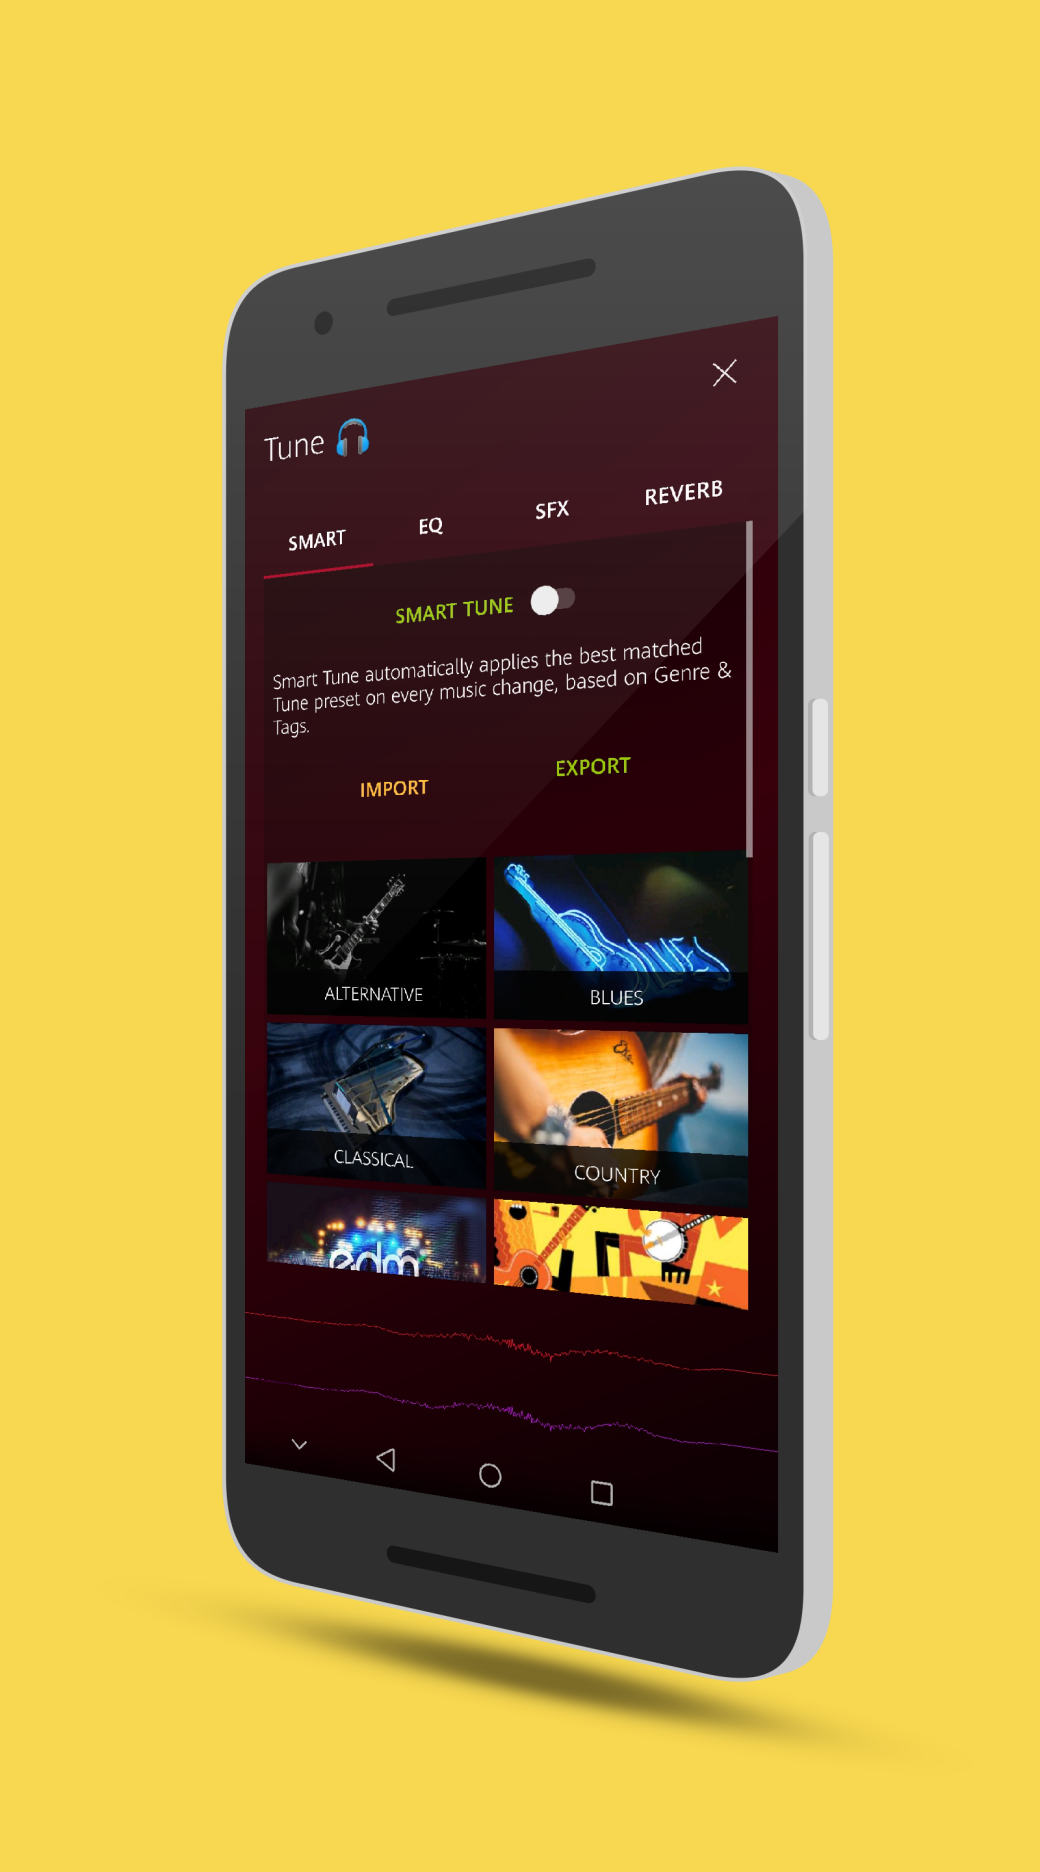 Tune
SMART EQ SFX REVERB
SMART TUNE
Smart Tune automatically applies the best matched
Tune preset on every music change, based on Genre &
Tags.
IMPORT EXPORT
ALTERNATIVE BLUES
CLASSICAL COUNTRY
edm